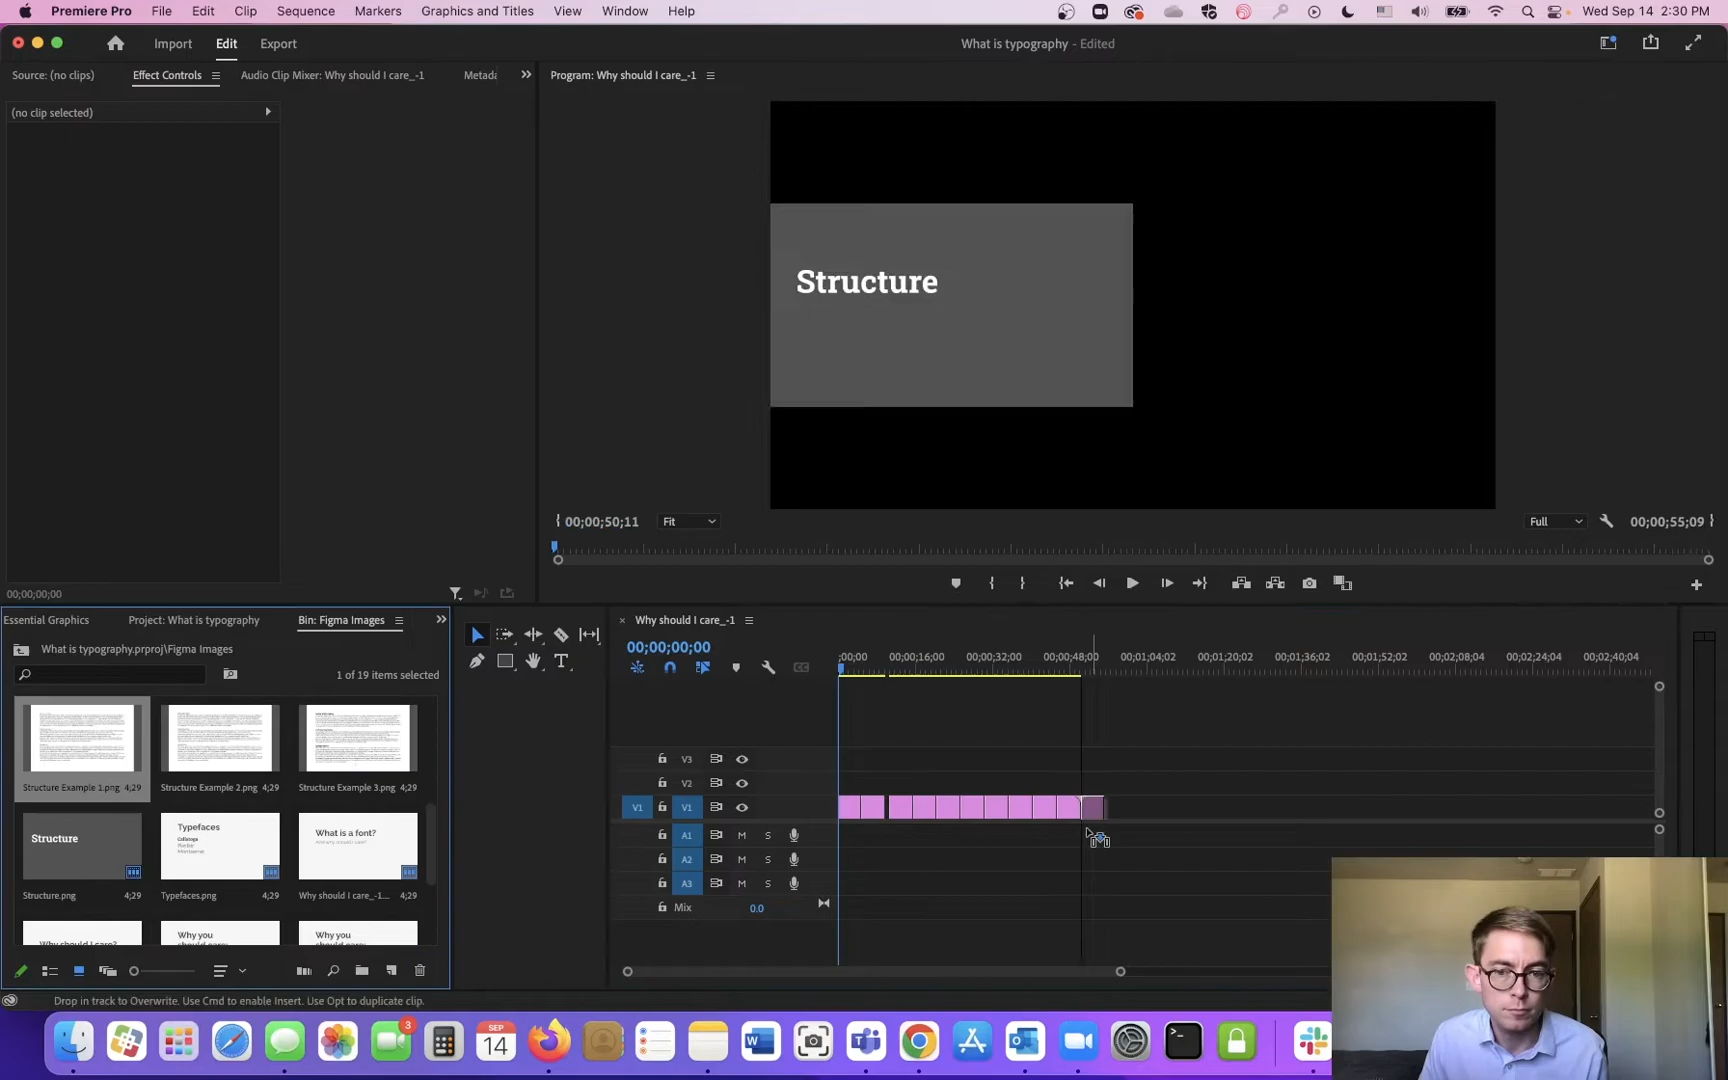 Premiere Pro File Edit Clip Sequence Markers Graphics and Titles View Window Help Wed Sep 14 2:30 PM
Import Edit Export What is typography - Edited
Source: (no clips) Effect Controls Audio Clip Mixer: Why should I care_-1 Metada Program: Why should I care_-1
(no clip selected)
Structure
00;00;50;11 Fit Full 00;00;55;09
00;00;00;00
Essential Graphics Project: What is typography Bin: Figma Images
What is typography.prproj\Figma Images
1 of 19 items selected
Structure Example 1.png 4;29 Structure Example 2.png 4;29 Structure Example 3.png 4;29
Structure
Typefaces
What is a font?
Structure.png 4;29 Typefaces.png 4;29 Why should I care_-1... 4;29
Why should I care?
Why you
should care:
Why you
should care:
Why should I care_-1
00;00;00;00
;00;00 00;00;16;00 00;00;32;00 00;00;48;00 00;01;04;02 00;01;20;02 00;01;36;02 00;01;52;02 00;02;08;04 00;02;24;04 00;02;40;04
V3
V2
V1 V1
A1 M S
A2 M S
A3 M S
Mix 0.0
Drop in track to Overwrite. Use Cmd to enable Insert. Use Opt to duplicate clip.
3
SEP
14